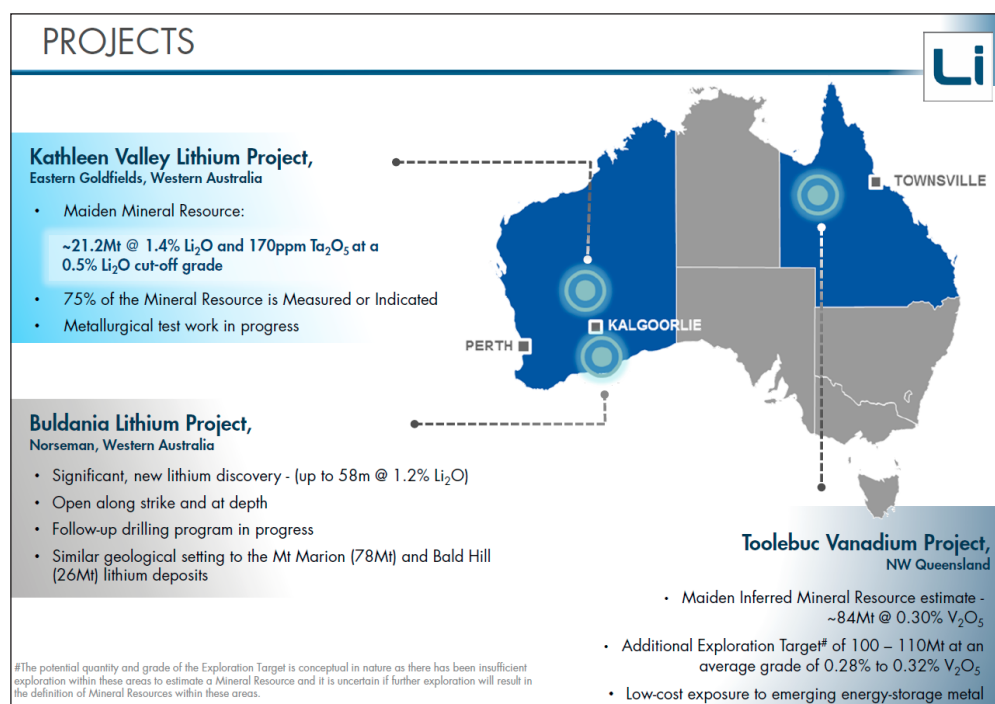 PROJECTS
Li
Kathleen Valley Lithium Project,
Eastern Goldfields, Western Australia
• Maiden Mineral Resource:
~21.2Mt @ 1.4% Li₂O and 170ppm Ta₂O₅ at a
0.5% Li₂O cut-off grade
• 75% of the Mineral Resource is Measured or Indicated
• Metallurgical test work in progress
TOWNSVILLE
KALGOORLIE
PERTH
Buldania Lithium Project,
Norseman, Western Australia
• Significant, new lithium discovery - (up to 58m @ 1.2% Li₂O)
• Open along strike and at depth
• Follow-up drilling program in progress
• Similar geological setting to the Mt Marion (78Mt) and Bald Hill
(26Mt) lithium deposits
Toolebuc Vanadium Project,
NW Queensland
• Maiden Inferred Mineral Resource estimate -
~84Mt @ 0.30% V₂O₅
• Additional Exploration Target# of 100 – 110Mt at an
average grade of 0.28% to 0.32% V₂O₅
• Low-cost exposure to emerging energy-storage metal
#The potential quantity and grade of the Exploration Target is conceptual in nature as there has been insufficient
exploration within these areas to estimate a Mineral Resource and it is uncertain if further exploration will result in
the definition of Mineral Resources within these areas.